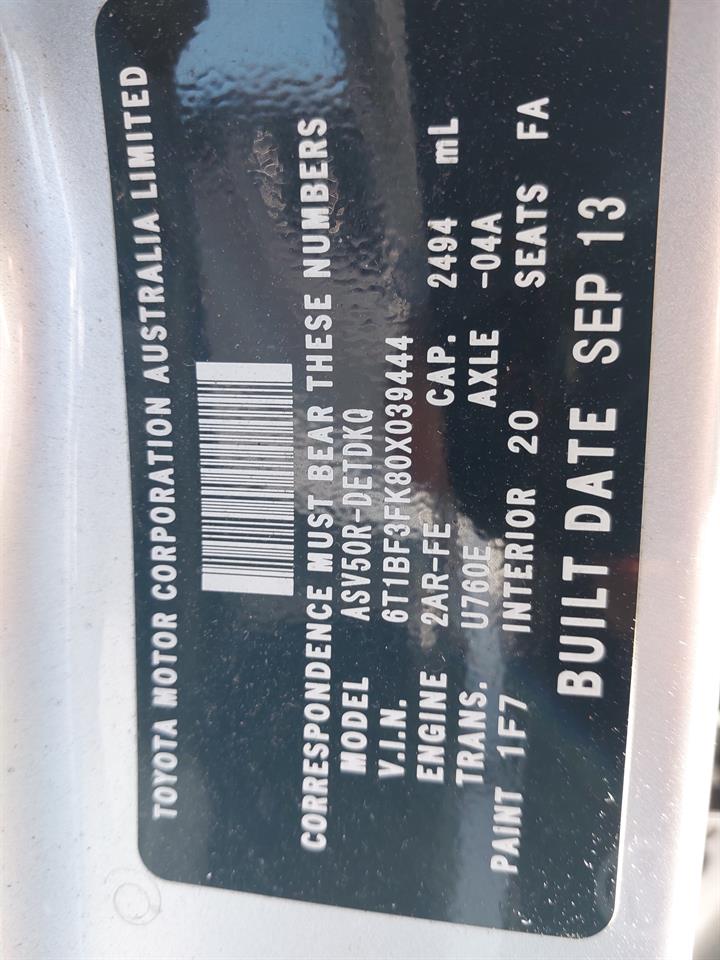 TOYOTA MOTOR CORPORATION AUSTRALIA LIMITED
CORRESPONDENCE MUST BEAR THESE NUMBERS
MODEL ASV50R-DETDKQ
V.I.N. 6T1BF3FK80X039444
ENGINE 2AR-FE CAP. 2494 mL
TRANS. U760E AXLE -04A
PAINT 1F7 INTERIOR 20 SEATS FA
BUILT DATE SEP 13